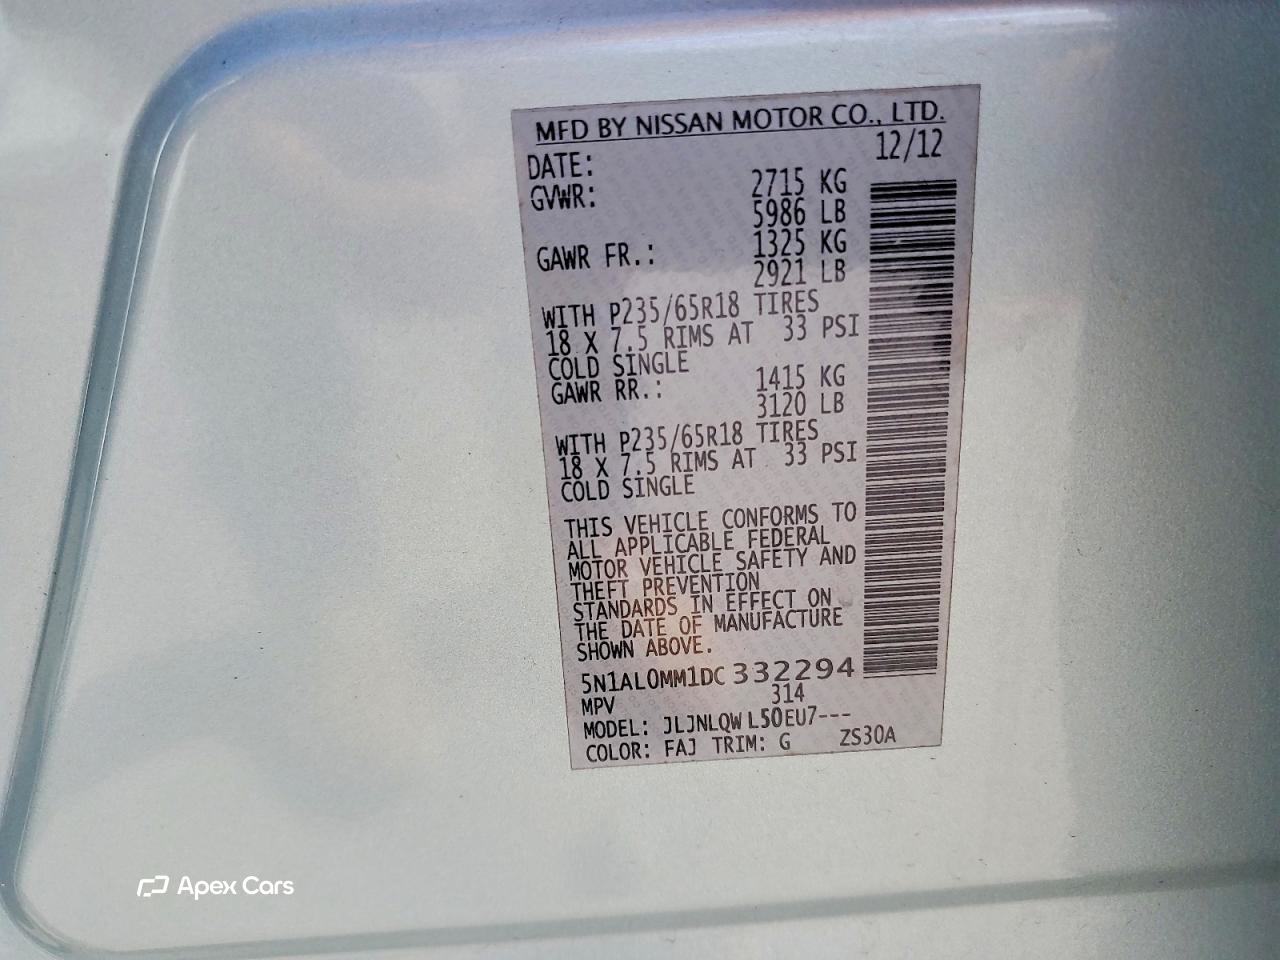 MFD BY NISSAN MOTOR CO., LTD.
DATE: 12/12
GVWR: 2715 KG
5986 LB
GAWR FR.: 1325 KG
2921 LB
WITH P235/65R18 TIRES
18 X 7.5 RIMS AT 33 PSI
COLD SINGLE
GAWR RR.: 1415 KG
3120 LB
WITH P235/65R18 TIRES
18 X 7.5 RIMS AT 33 PSI
COLD SINGLE
THIS VEHICLE CONFORMS TO
ALL APPLICABLE FEDERAL
MOTOR VEHICLE SAFETY AND
THEFT PREVENTION
STANDARDS IN EFFECT ON
THE DATE OF MANUFACTURE
SHOWN ABOVE.
5N1AL0MM1DC332294
MPV 314
MODEL: JLJNLQWL50EU7---
COLOR: FAJ TRIM: G ZS30A
Apex Cars